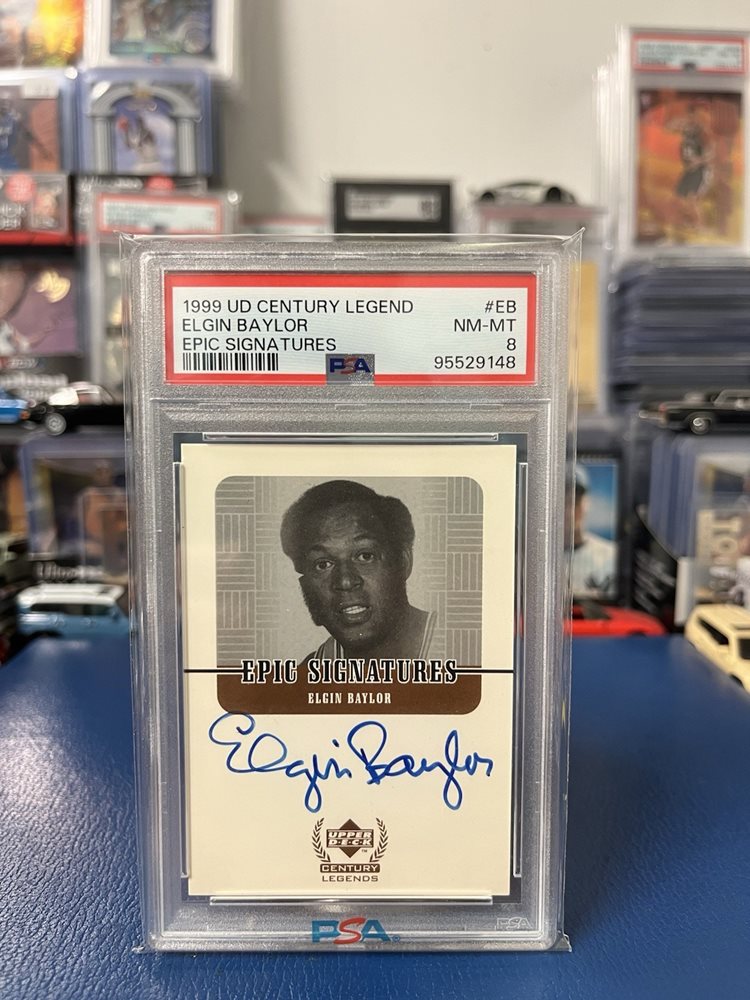 1999 UD CENTURY LEGEND #EB
ELGIN BAYLOR NM-MT
EPIC SIGNATURES 8
PSA 95529148
EPIC SIGNATURES
ELGIN BAYLOR
Elgin Baylor
UPPER
DECK
CENTURY
LEGENDS
PSA
PSA